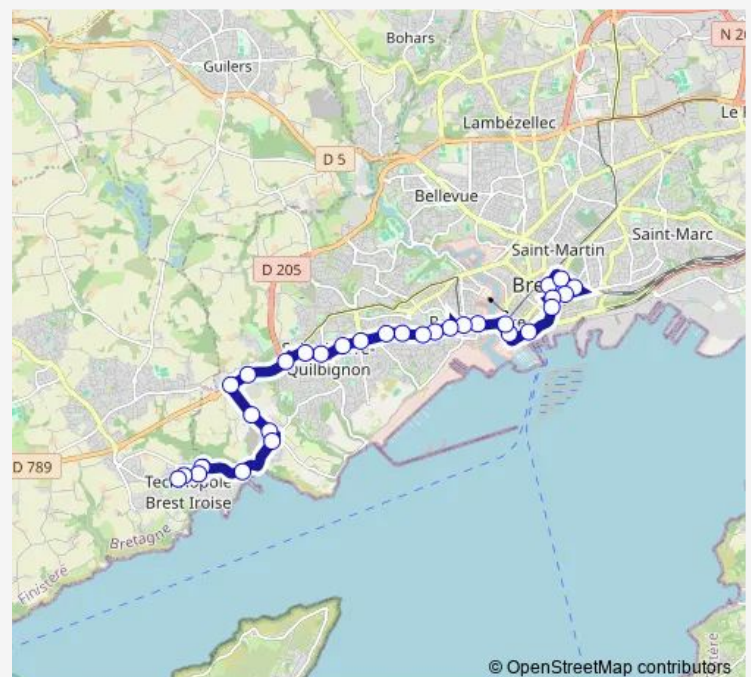 Bohars
N 2
Guilers
Lambézellec
Le
D 5
Bellevue
Saint-Marc
Saint-Martin
D 205
Bre
Quilbignon
D 789
Brest Iroise
Bretagne
Finistère
© OpenStreetMap contributors